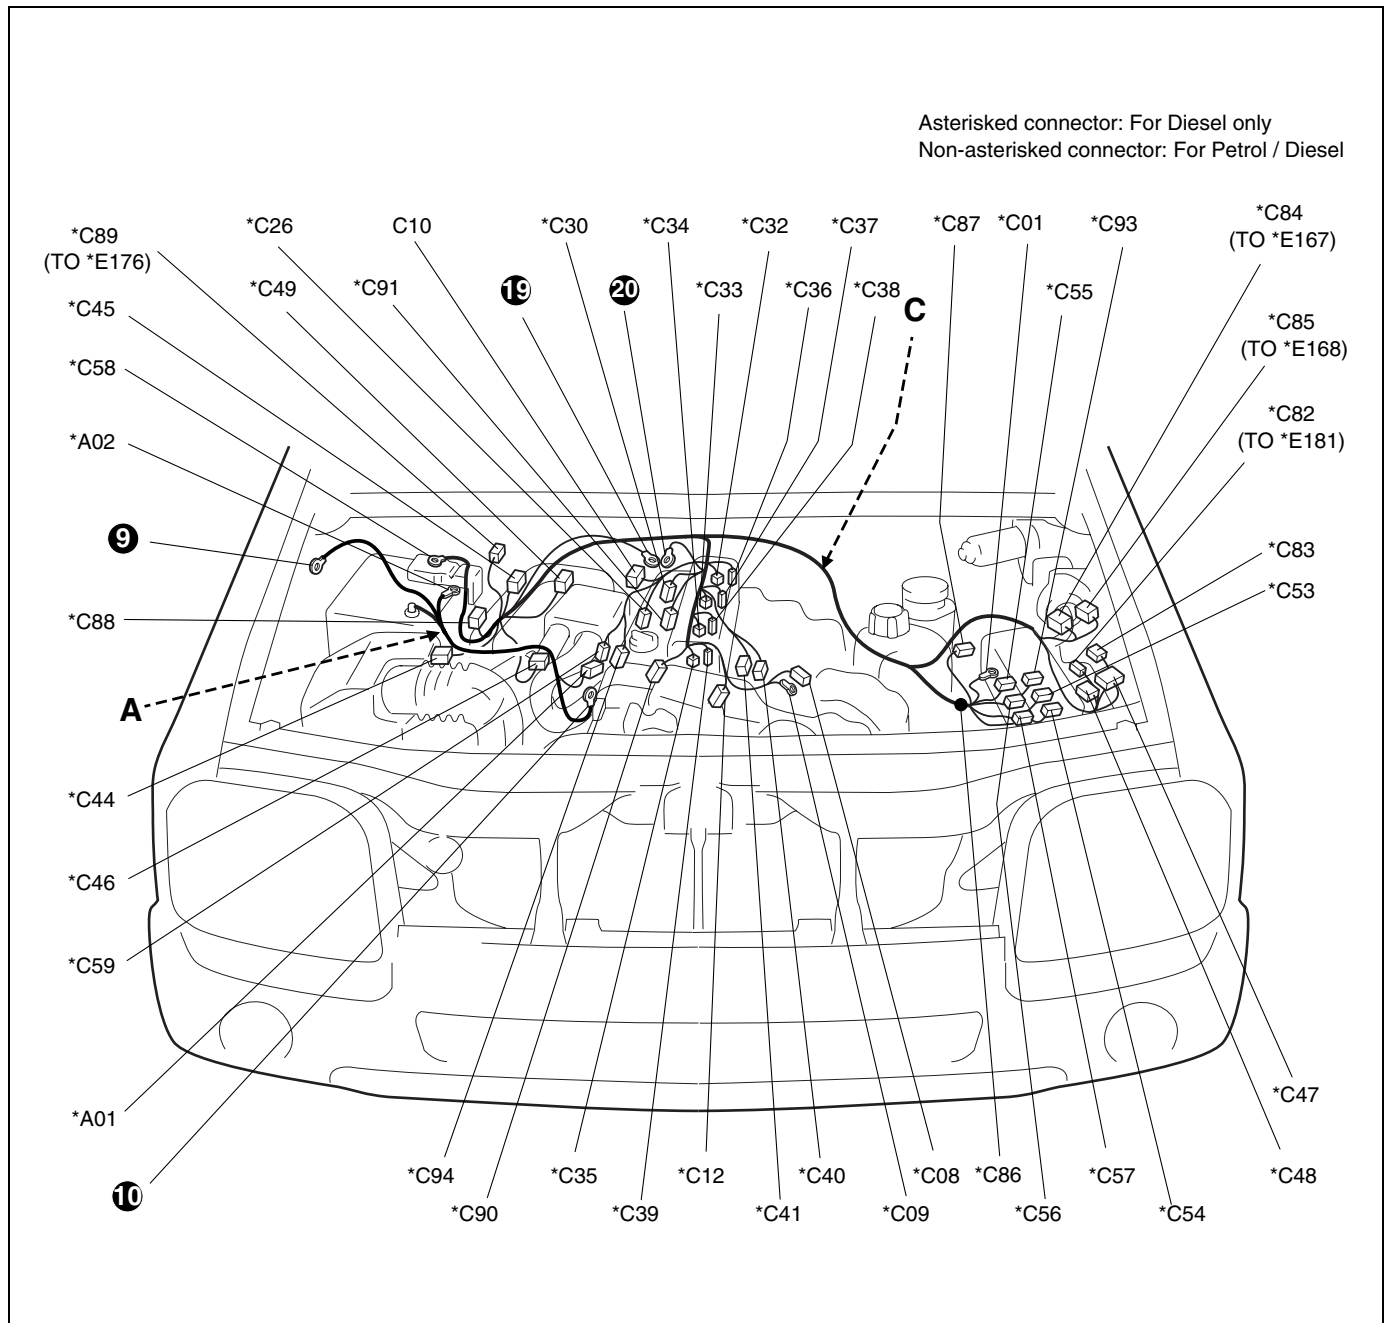 Asterisked connector: For Diesel only
Non-asterisked connector: For Petrol / Diesel
*C89
(TO *E176)
*C26
C10
*C30
*C34
*C32
*C37
*C87
*C01
*C93
*C84
(TO *E167)
*C45
*C49
*C91
19
20
*C33
*C36
*C38
C
*C55
*C85
(TO *E168)
*C58
*A02
*C82
(TO *E181)
9
*C83
*C53
*C88
A
*C44
*C46
*C59
*A01
10
*C94
*C90
*C35
*C39
*C12
*C41
*C40
*C09
*C08
*C86
*C56
*C57
*C54
*C48
*C47